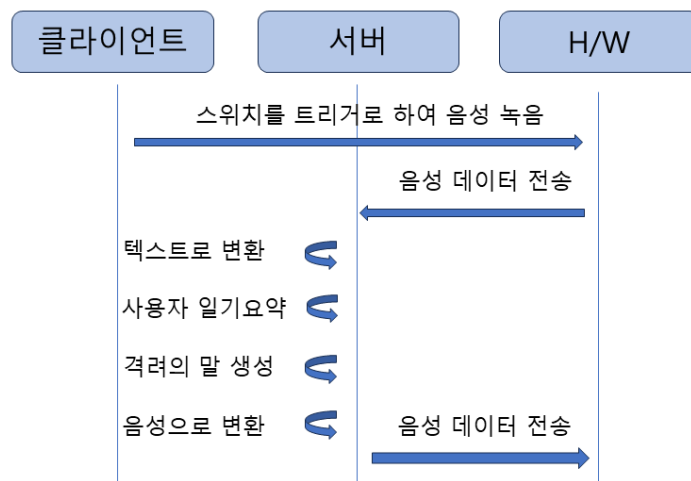 클라이언트
서버
H/W
스위치를 트리거로 하여 음성 녹음
음성 데이터 전송
텍스트로 변환
사용자 일기요약
격려의 말 생성
음성으로 변환
음성 데이터 전송